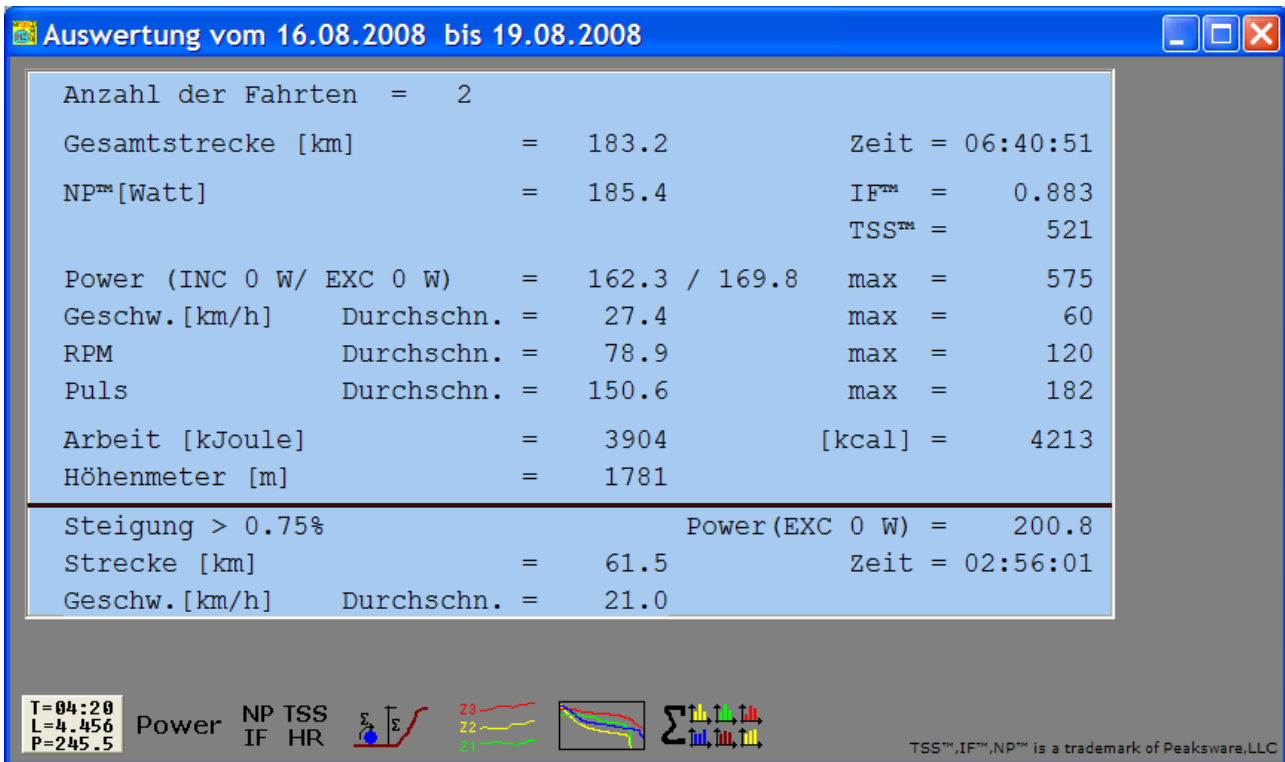 Auswertung vom 16.08.2008 bis 19.08.2008
Anzahl der Fahrten = 2
Gesamtstrecke [km] = 183.2 Zeit = 06:40:51
NP™[Watt] = 185.4 IF™ = 0.883
TSS™ = 521
Power (INC 0 W/ EXC 0 W) = 162.3 / 169.8 max = 575
Geschw.[km/h] Durchschn. = 27.4 max = 60
RPM Durchschn. = 78.9 max = 120
Puls Durchschn. = 150.6 max = 182
Arbeit [kJoule] = 3904 [kcal] = 4213
Höhenmeter [m] = 1781
Steigung > 0.75% Power(EXC 0 W) = 200.8
Strecke [km] = 61.5 Zeit = 02:56:01
Geschw.[km/h] Durchschn. = 21.0
T=04:20
L=4.456
P=245.5
Power
NP TSS
IF HR
Σ Σ
Z3
Z2
Z1
Σ
TSS™,IF™,NP™ is a trademark of Peaksware,LLC